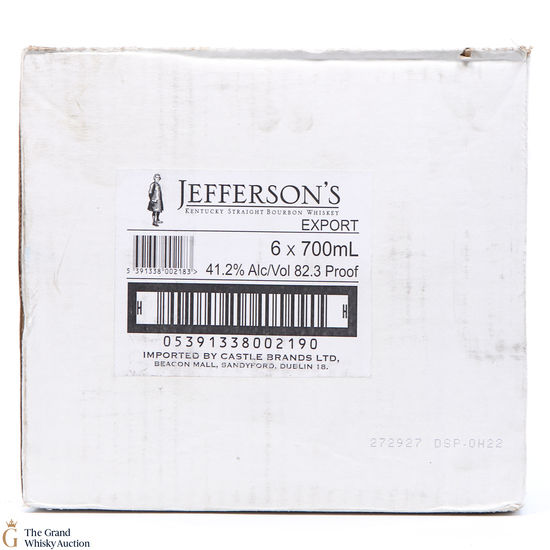 JEFFERSON'S
KENTUCKY STRAIGHT BOURBON WHISKEY
EXPORT
6 x 700mL
5 391338 002183 >
41.2% Alc/Vol 82.3 Proof
H H
05391338002190
IMPORTED BY CASTLE BRANDS LTD,
BEACON MALL, SANDYFORD, DUBLIN 18.
272927 DSP-OH22
G
The Grand
Whisky Auction